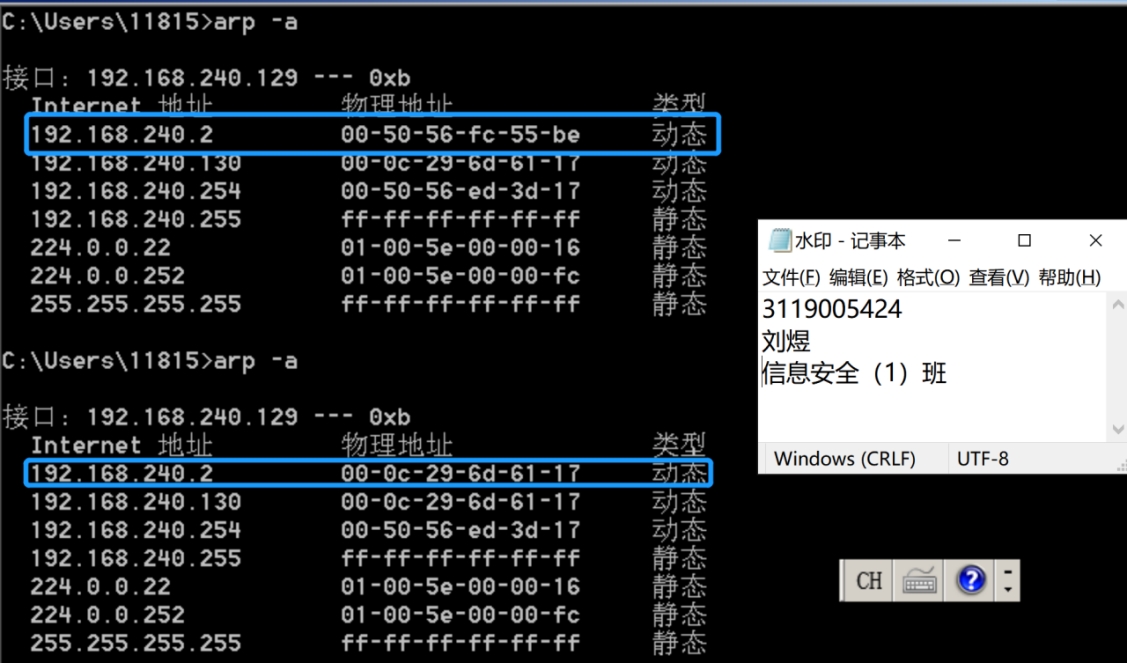 C:\Users\11815>arp -a
接口: 192.168.240.129 --- 0xb
Internet 地址 物理地址 类型
192.168.240.2 00-50-56-fc-55-be 动态
192.168.240.130 00-0c-29-6d-61-17 动态
192.168.240.254 00-50-56-ed-3d-17 动态
192.168.240.255 ff-ff-ff-ff-ff-ff 静态
224.0.0.22 01-00-5e-00-00-16 静态
224.0.0.252 01-00-5e-00-00-fc 静态
255.255.255.255 ff-ff-ff-ff-ff-ff 静态
C:\Users\11815>arp -a
接口: 192.168.240.129 --- 0xb
Internet 地址 物理地址 类型
192.168.240.2 00-0c-29-6d-61-17 动态
192.168.240.130 00-0c-29-6d-61-17 动态
192.168.240.254 00-50-56-ed-3d-17 动态
192.168.240.255 ff-ff-ff-ff-ff-ff 静态
224.0.0.22 01-00-5e-00-00-16 静态
224.0.0.252 01-00-5e-00-00-fc 静态
255.255.255.255 ff-ff-ff-ff-ff-ff 静态
水印 - 记事本
文件(F) 编辑(E) 格式(O) 查看(V) 帮助(H)
3119005424
刘煜
信息安全（1）班
Windows (CRLF) UTF-8
CH